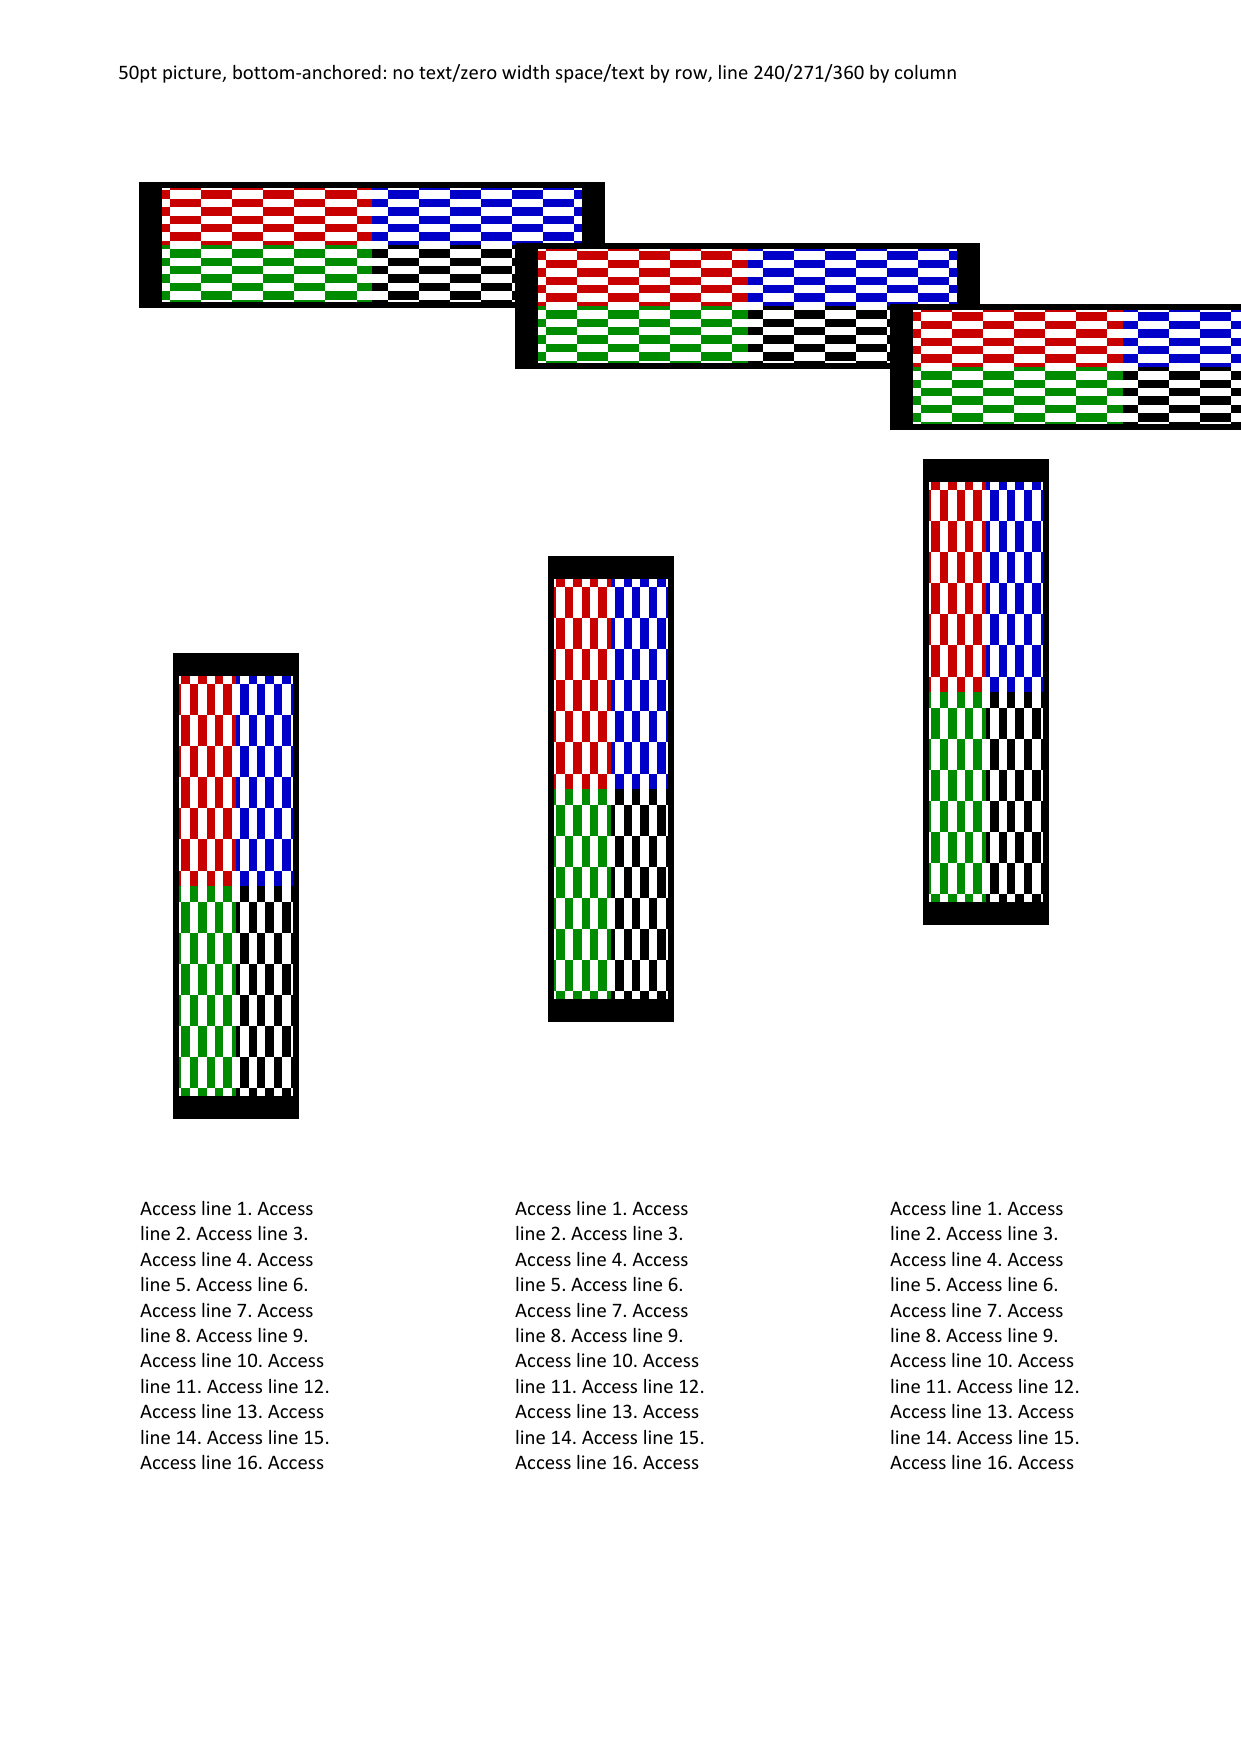 50pt picture, bottom-anchored: no text/zero width space/text by row, line 240/271/360 by column
Access line 1. Access
line 2. Access line 3.
Access line 4. Access
line 5. Access line 6.
Access line 7. Access
line 8. Access line 9.
Access line 10. Access
line 11. Access line 12.
Access line 13. Access
line 14. Access line 15.
Access line 16. Access
Access line 1. Access
line 2. Access line 3.
Access line 4. Access
line 5. Access line 6.
Access line 7. Access
line 8. Access line 9.
Access line 10. Access
line 11. Access line 12.
Access line 13. Access
line 14. Access line 15.
Access line 16. Access
Access line 1. Access
line 2. Access line 3.
Access line 4. Access
line 5. Access line 6.
Access line 7. Access
line 8. Access line 9.
Access line 10. Access
line 11. Access line 12.
Access line 13. Access
line 14. Access line 15.
Access line 16. Access